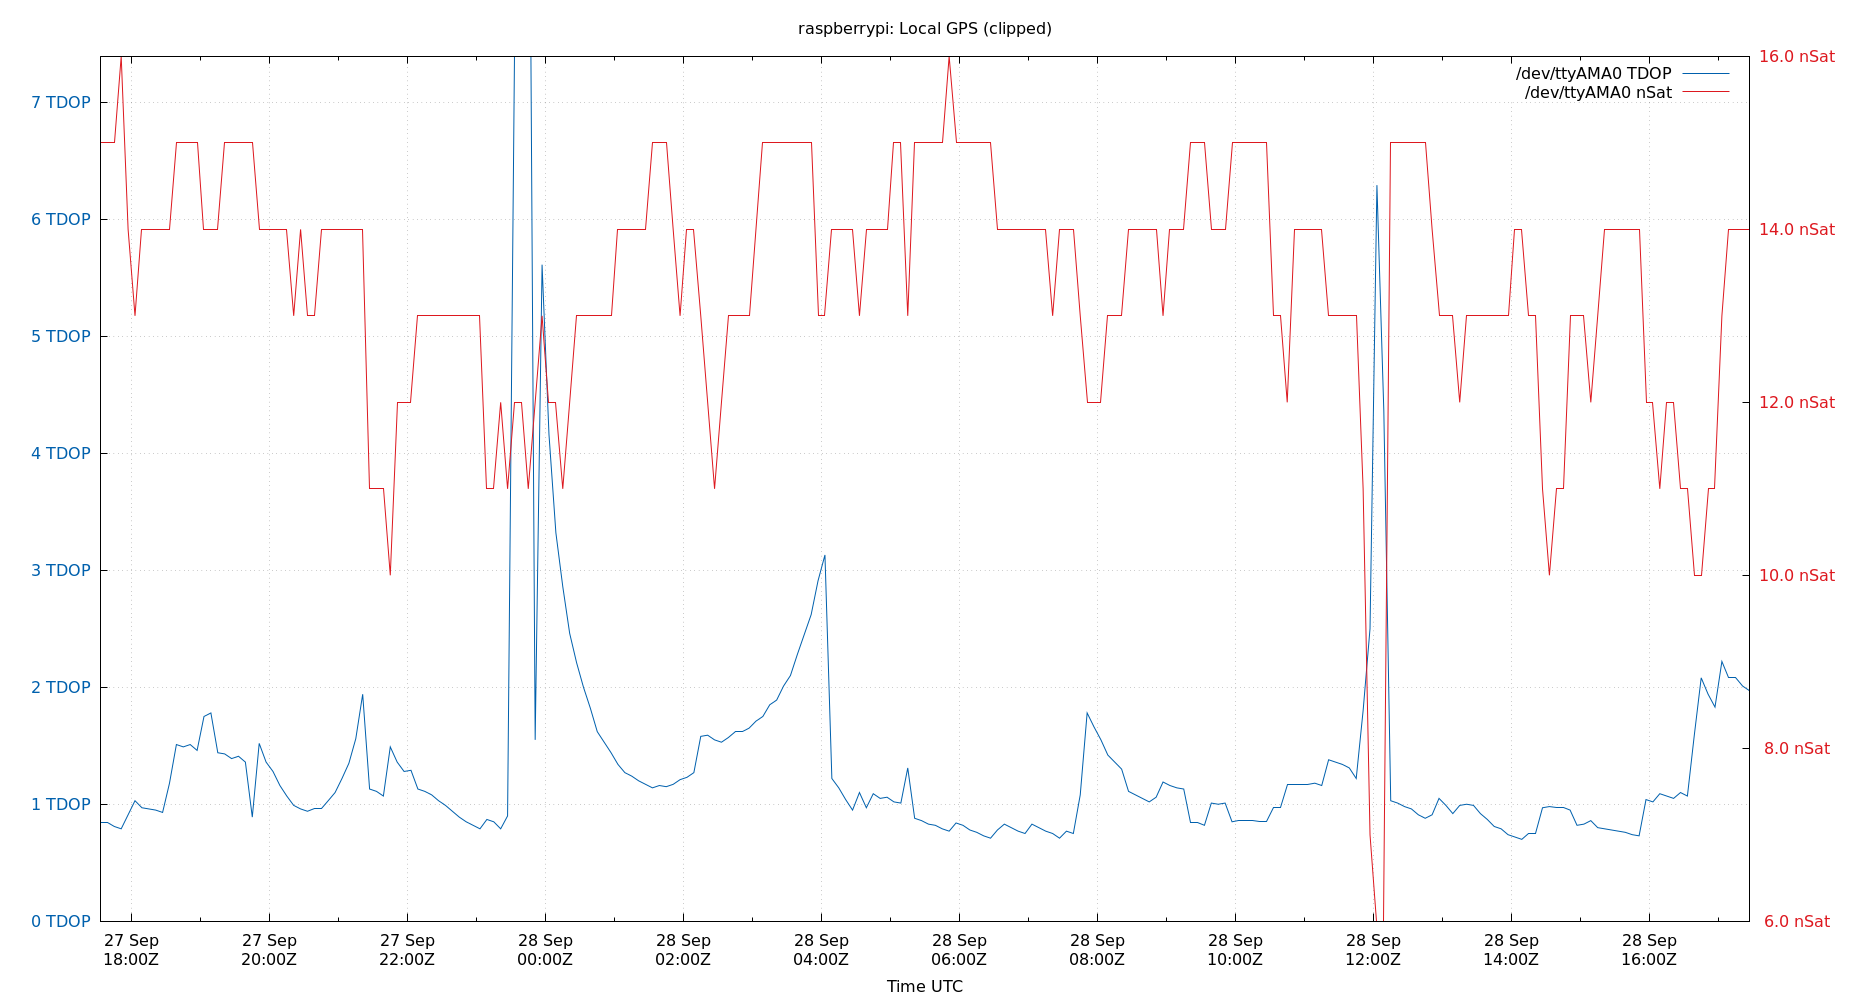 raspberrypi: Local GPS (clipped)
/dev/ttyAMA0 TDOP
/dev/ttyAMA0 nSat
7 TDOP
6 TDOP
5 TDOP
4 TDOP
3 TDOP
2 TDOP
1 TDOP
0 TDOP
16.0 nSat
14.0 nSat
12.0 nSat
10.0 nSat
8.0 nSat
6.0 nSat
27 Sep 27 Sep 27 Sep 28 Sep 28 Sep 28 Sep 28 Sep 28 Sep 28 Sep 28 Sep 28 Sep 28 Sep
18:00Z 20:00Z 22:00Z 00:00Z 02:00Z 04:00Z 06:00Z 08:00Z 10:00Z 12:00Z 14:00Z 16:00Z
Time UTC